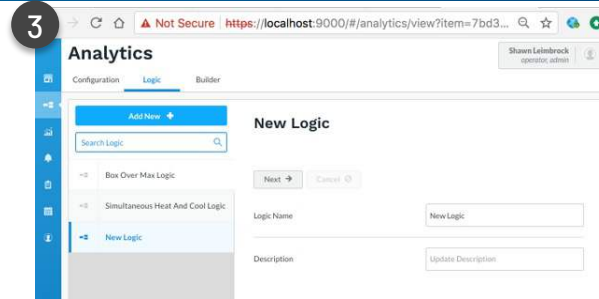 3
Not Secure https://localhost:9000/#/analytics/view?item=7bd3...
Analytics
Shawn Leimbrock
operator, admin
Configuration Logic Builder
Add New +
New Logic
Search Logic
Box Over Max Logic
Next → Cancel
Simultaneous Heat And Cool Logic
Logic Name New Logic
New Logic
Description Update Description